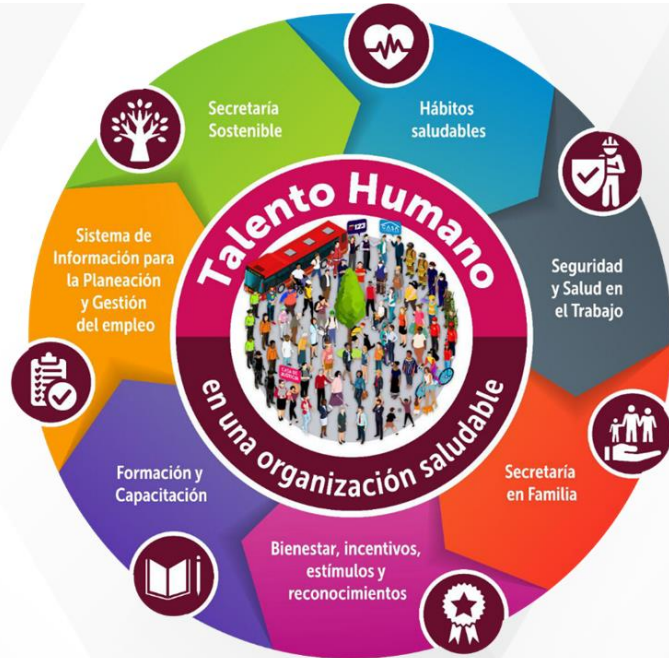 Talento Humano
en una organización saludable
Hábitos
saludables
Seguridad
y Salud en
el Trabajo
Secretaría
en Familia
Bienestar, incentivos,
estímulos y
reconocimientos
Formación y
Capacitación
Sistema de
Información para
la Planeación
y Gestión
del empleo
Secretaría
Sostenible